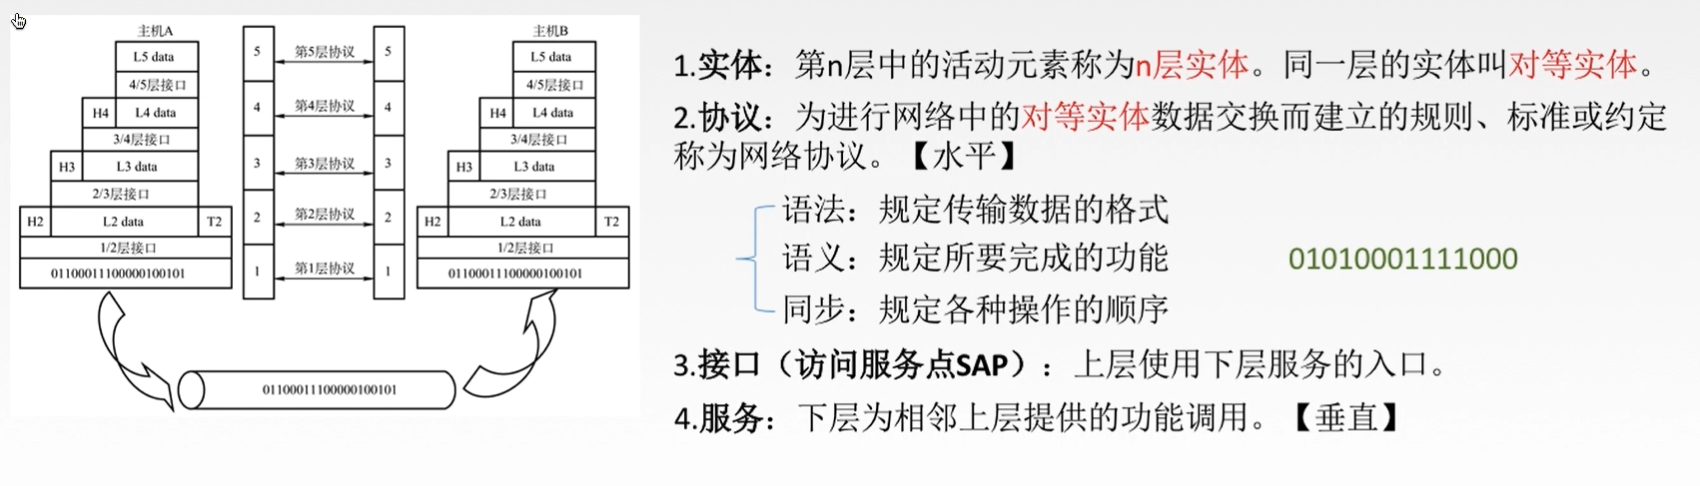 主机A
L5 data
4/5层接口
H4 L4 data
3/4层接口
H3 L3 data
2/3层接口
H2 L2 data T2
1/2层接口
01100011100000100101
5 第5层协议 5
4 第4层协议 4
3 第3层协议 3
2 第2层协议 2
1 第1层协议 1
主机B
L5 data
4/5层接口
H4 L4 data
3/4层接口
H3 L3 data
2/3层接口
H2 L2 data T2
1/2层接口
01100011100000100101
01100011100000100101
1.实体：第n层中的活动元素称为n层实体。同一层的实体叫对等实体。
2.协议：为进行网络中的对等实体数据交换而建立的规则、标准或约定
称为网络协议。【水平】
语法：规定传输数据的格式
语义：规定所要完成的功能
01010001111000
同步：规定各种操作的顺序
3.接口（访问服务点SAP）：上层使用下层服务的入口。
4.服务：下层为相邻上层提供的功能调用。【垂直】